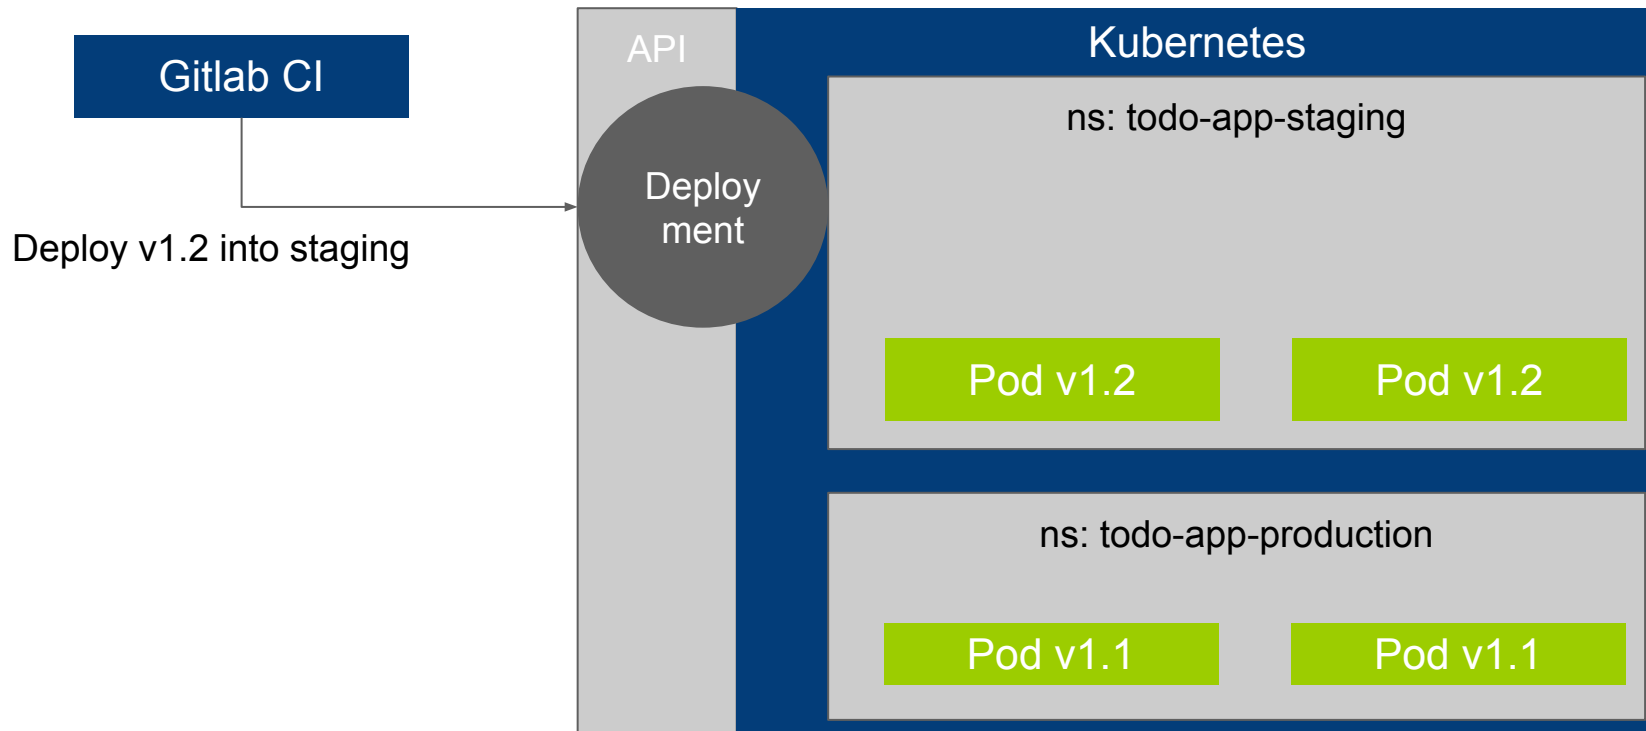 Gitlab CI
Deploy v1.2 into staging
API
Deploy
ment
Kubernetes
ns: todo-app-staging
Pod v1.2
Pod v1.2
ns: todo-app-production
Pod v1.1
Pod v1.1